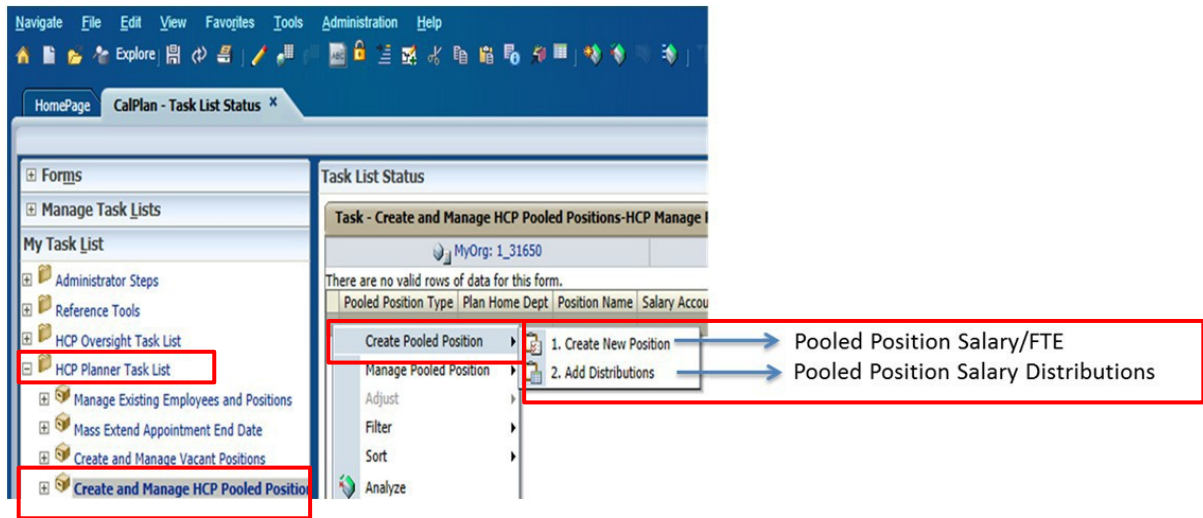 Navigate File Edit View Favorites Tools Administration Help
Explore
HomePage CalPlan - Task List Status x
Forms
Manage Task Lists
My Task List
Administrator Steps
Reference Tools
HCP Oversight Task List
HCP Planner Task List
Manage Existing Employees and Positions
Mass Extend Appointment End Date
Create and Manage Vacant Positions
Create and Manage HCP Pooled Position
Task List Status
Task - Create and Manage HCP Pooled Positions-HCP Manage
MyOrg: 1_31650
There are no valid rows of data for this form.
Pooled Position Type Plan Home Dept Position Name Salary Accou
Create Pooled Position
Manage Pooled Position
Adjust
Filter
Sort
Analyze
1. Create New Position
2. Add Distributions
Pooled Position Salary/FTE
Pooled Position Salary Distributions